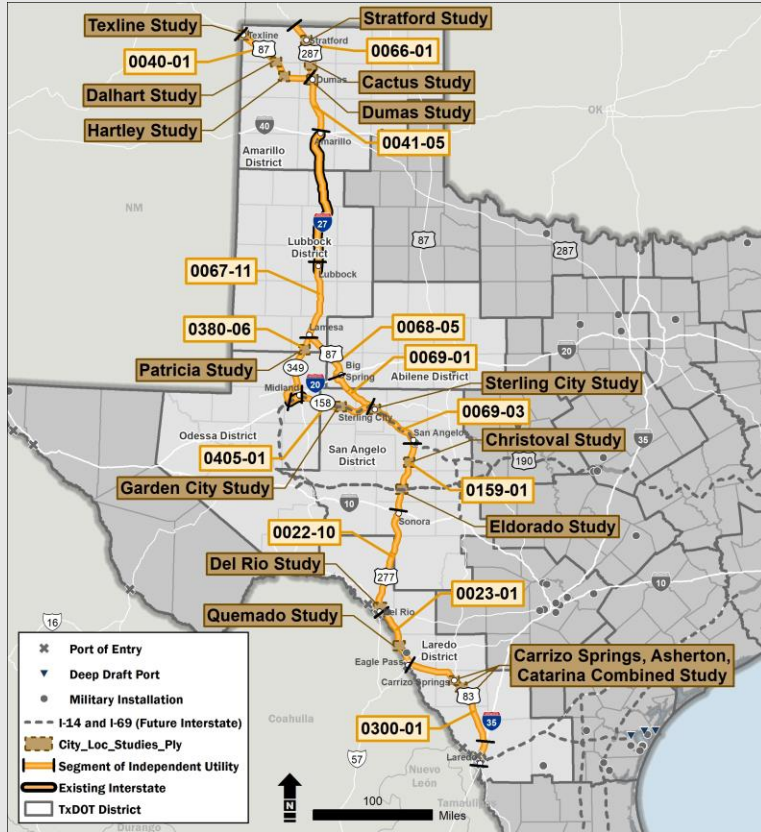 Texline Study
Stratford Study
Texline
Stratford
87
287
0040-01
0066-01
Dalhart Study
Cactus Study
Dumas
Hartley Study
Dumas Study
OK
40
0041-05
Amarillo
Amarillo
District
NM
27
87
Lubbock
District
287
Lubbock
0067-11
Lamesa
0380-06
0068-05
87
20
Patricia Study
0069-01
349
Big
Spring
Abilene District
20
Midland
Sterling City Study
158
Sterling City
0069-03
35
Odessa District
San Angelo
San Angelo
District
Christoval Study
0405-01
190
Garden City Study
0159-01
10
Eldorado Study
Sonora
0022-10
Del Rio Study
277
0023-01
10
Del Rio
16
Quemado Study
Laredo
District
Eagle Pass
Carrizo Springs, Asherton,
Catarina Combined Study
Carrizo Springs
83
Coahuila
0300-01
35
57
Laredo
Nuevo
León
Tamaulipas
Durango
Port of Entry
Deep Draft Port
Military Installation
I-14 and I-69 (Future Interstate)
City_Loc_Studies_Ply
Segment of Independent Utility
Existing Interstate
TxDOT District
N
100
Miles